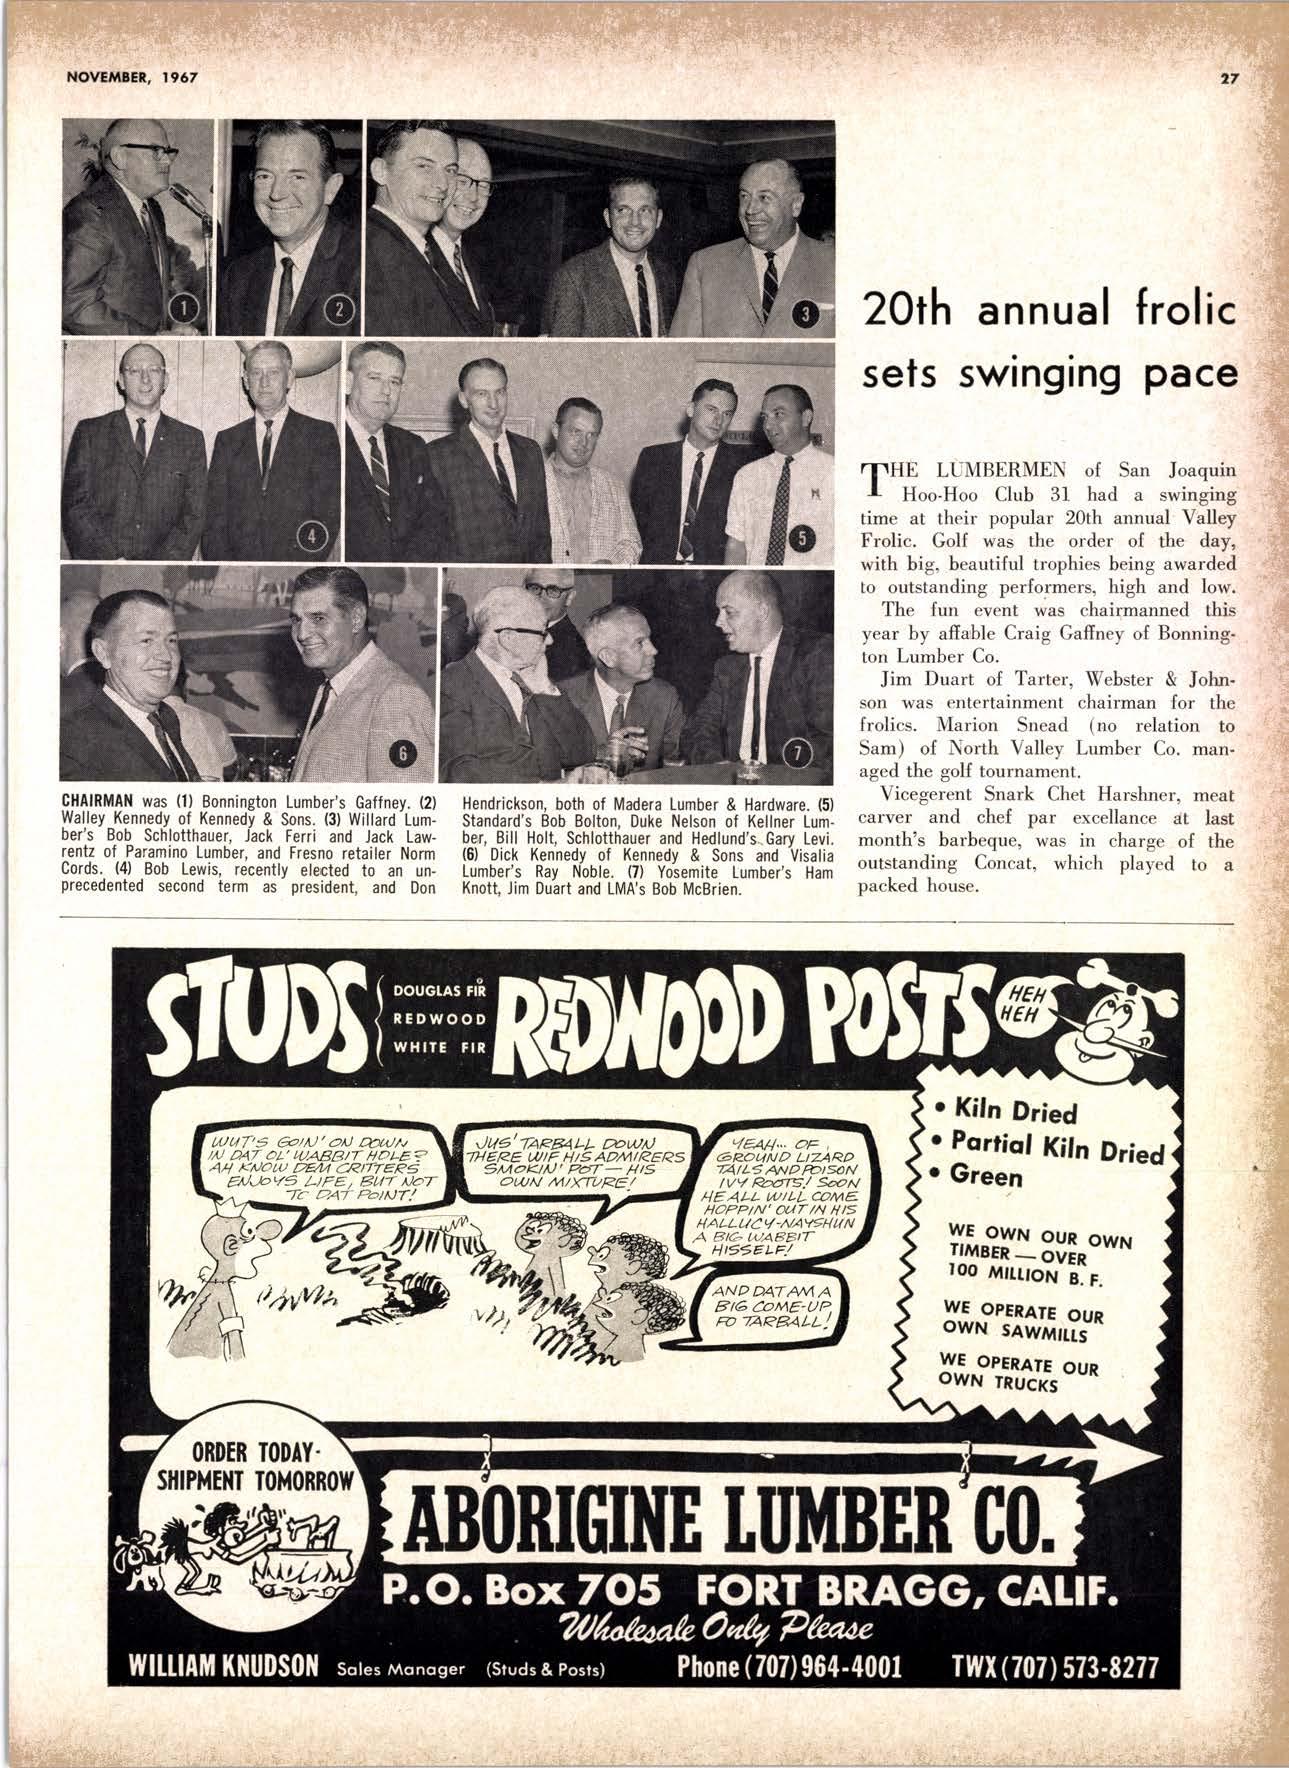 NOVEMBER, 1967
27
1
2
3
4
5
6
7
20th annual frolic
sets swinging pace
THE LUMBERMEN of San Joaquin
Hoo-Hoo Club 31 had a swinging
time at their popular 20th annual Valley
Frolic. Golf was the order of the day,
with big, beautiful trophies being awarded
to outstanding performers, high and low.
The fun event was chairmanned this
year by affable Craig Gaffney of Bonning-
ton Lumber Co.
Jim Duart of Tarter, Webster & John-
son was entertainment chairman for the
frolics. Marion Snead (no relation to
Sam) of North Valley Lumber Co. man-
aged the golf tournament.
Vicegerent Snark Chet Harshner, meat
carver and chef par excellance at last
month's barbeque, was in charge of the
outstanding Concat, which played to a
packed house.
CHAIRMAN was (1) Bonnington Lumber's Gaffney. (2)
Walley Kennedy of Kennedy & Sons. (3) Willard Lum-
ber's Bob Schlotthauer, Jack Ferri and Jack Law-
rentz of Paramino Lumber, and Fresno retailer Norm
Cords. (4) Bob Lewis, recently elected to an un-
precedented second term as president, and Don
Hendrickson, both of Madera Lumber & Hardware. (5)
Standard's Bob Bolton, Duke Nelson of Kellner Lum-
ber, Bill Holt, Schlotthauer and Hedlund's Gary Levi.
(6) Dick Kennedy of Kennedy & Sons and Visalia
Lumber's Ray Noble. (7) Yosemite Lumber's Ham
Knott, Jim Duart and LMA's Bob McBrien.
STUDS
DOUGLAS FIR
REDWOOD
WHITE FIR
REDWOOD POSTS
HEH
HEH
• Kiln Dried
• Partial Kiln Dried
• Green
WE OWN OUR OWN
TIMBER — OVER
100 MILLION B. F.
WE OPERATE OUR
OWN SAWMILLS
WE OPERATE OUR
OWN TRUCKS
WUT'S GOIN' ON DOWN
IN DAT OL' WABBIT HOLE?
AH KNOW DEM CRITTERS
ENJOYS LIFE, BUT NOT
TO DAT POINT!
JUS' TARBALL DOWN
THERE WIF HIS ADMIRERS
SMOKIN' POT — HIS
OWN MIXTURE!
YEAH... OF
GROUND LIZARD
TAILS AND POISON
IVY ROOTS! SOON
HE ALL WILL COME
HOPPIN' OUT IN HIS
HALLUCY-NAYSHUN
A BIG WABBIT
HISSELF!
AND DAT AM A
BIG COME-UP
FO TARBALL!
ORDER TODAY-
SHIPMENT TOMORROW
ABORIGINE LUMBER CO.
P.O. Box 705 FORT BRAGG, CALIF.
Wholesale Only Please
WILLIAM KNUDSON Sales Manager (Studs & Posts) Phone (707) 964-4001 TWX (707) 573-8277